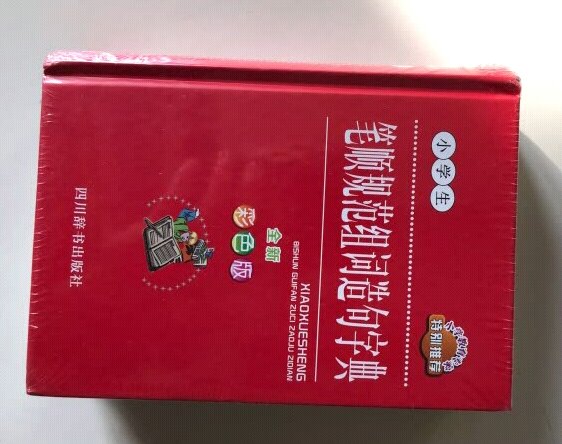 小学生
笔顺规范组词造句字典
XIAOXUESHENG
BISHUN GUIFAN ZUCI ZAOJU ZIDIAN
特别推荐
全新
彩色版
四川辞书出版社